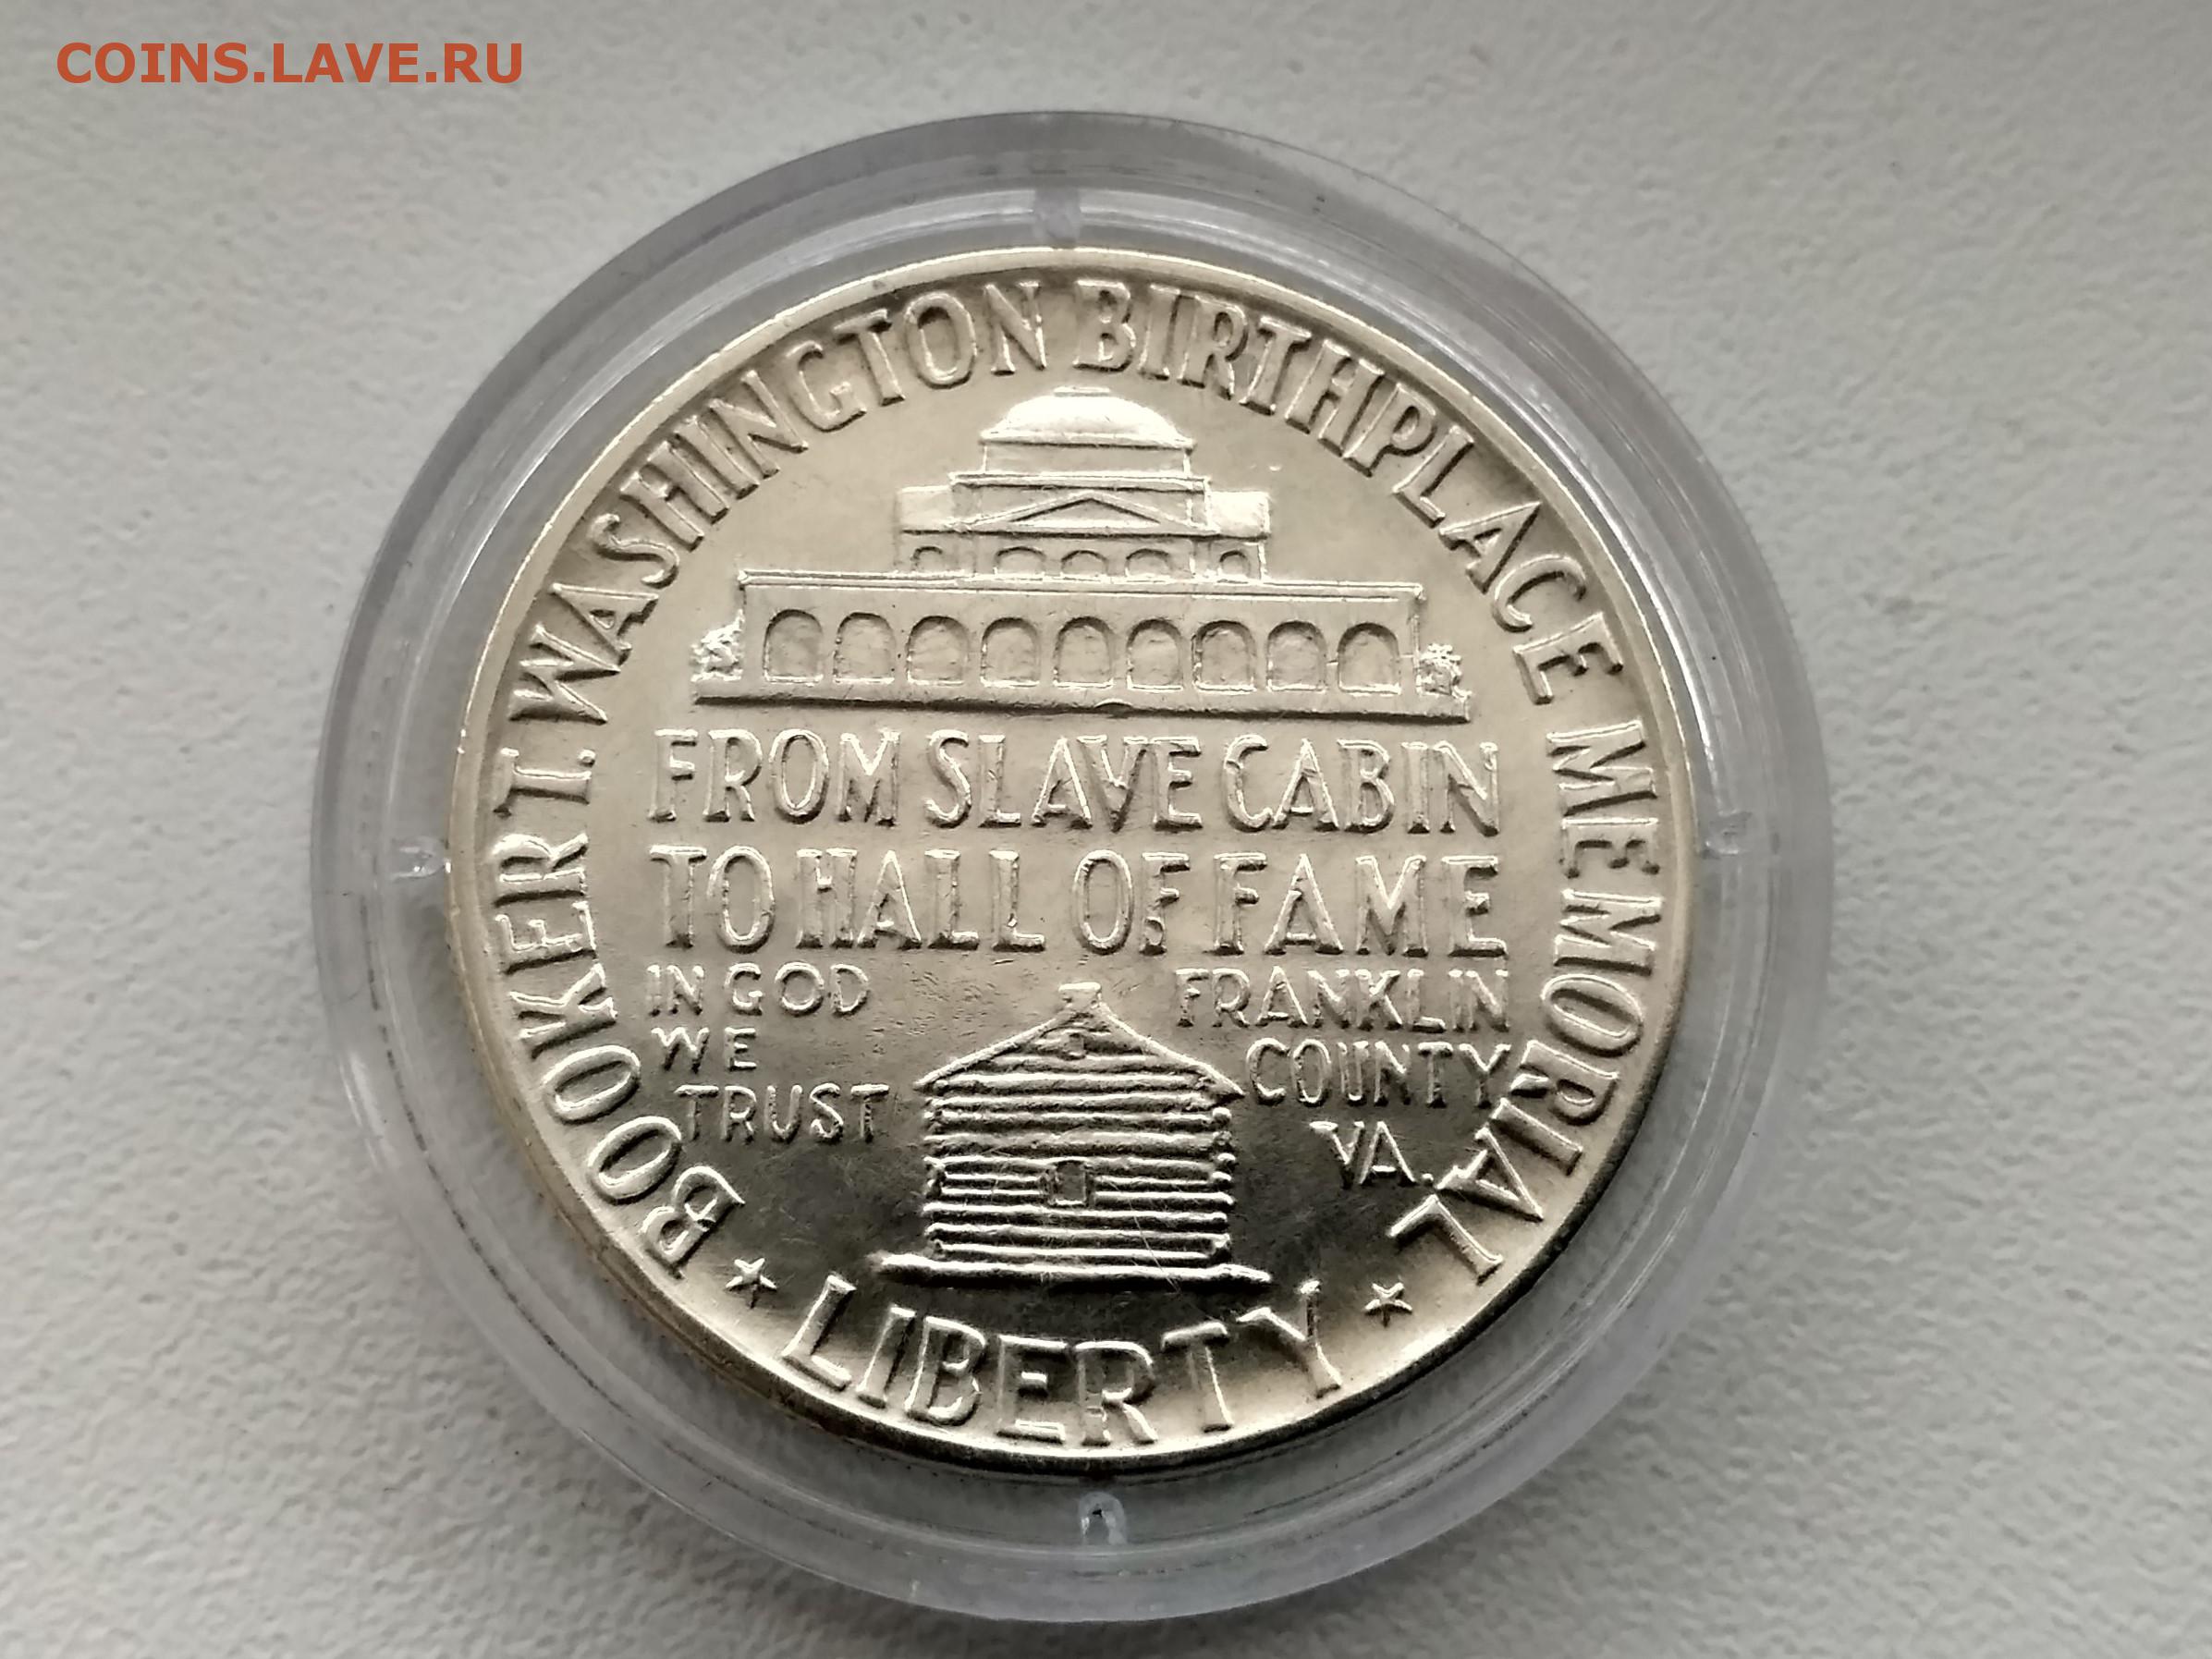 COINS.LAVE.RU
BOOKER T. WASHINGTON BIRTHPLACE MEMORIAL
FROM SLAVE CABIN
TO HALL OF FAME
IN GOD
WE
TRUST
FRANKLIN
COUNTY
VA.
LIBERTY